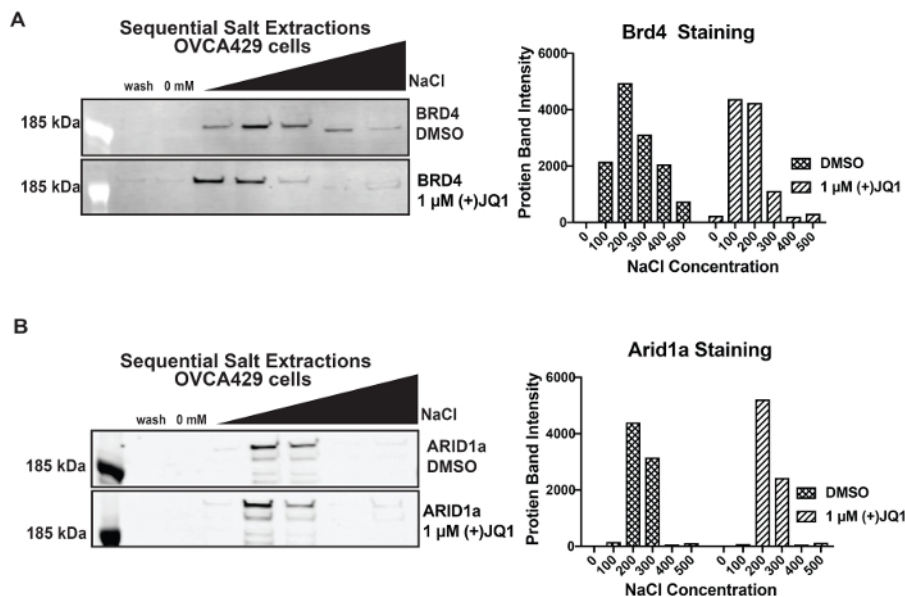 A
Sequential Salt Extractions
OVCA429 cells
wash 0 mM
NaCl
185 kDa
BRD4
DMSO
185 kDa
BRD4
1 µM (+)JQ1
Brd4 Staining
Protien Band Intensity
6000
4000
2000
0
DMSO
1 µM (+)JQ1
0 100 200 300 400 500 0 100 200 300 400 500
NaCl Concentration
B
Sequential Salt Extractions
OVCA429 cells
wash 0 mM
NaCl
185 kDa
ARID1a
DMSO
185 kDa
ARID1a
1 µM (+)JQ1
Arid1a Staining
Protien Band Intensity
6000
4000
2000
0
DMSO
1 µM (+)JQ1
0 100 200 300 400 500 0 100 200 300 400 500
NaCl Concentration